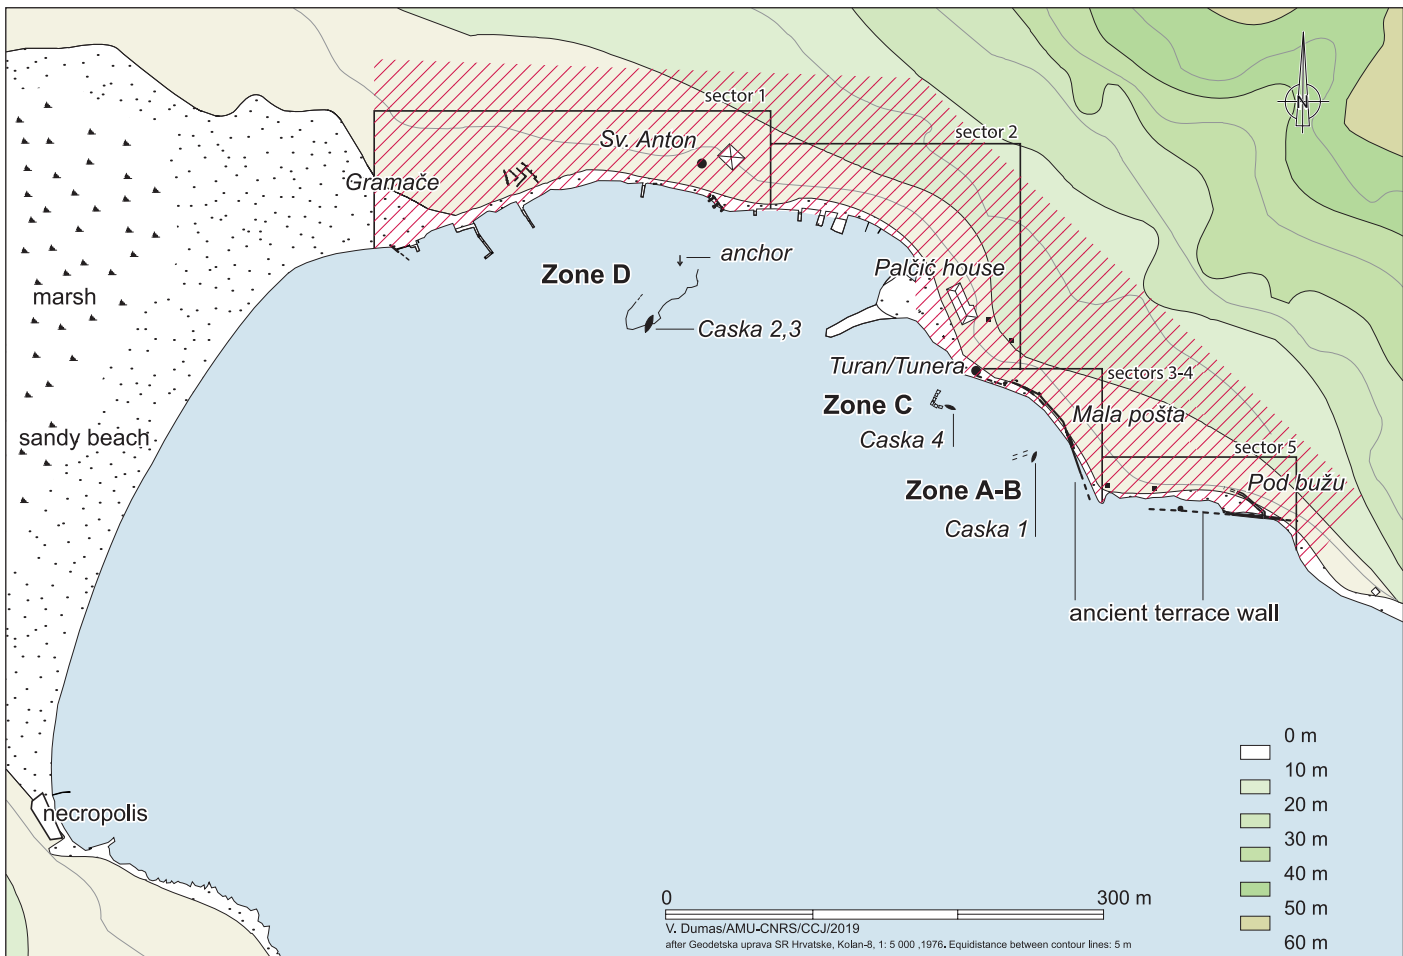 sector 1
sector 2
Sv. Anton
Gramače
N
anchor
Zone D
Palčić house
marsh
Caska 2,3
Turan/Tunera
sectors 3-4
Zone C
Mala pošta
sandy beach
Caska 4
sector 5
Zone A-B
Pod bužu
Caska 1
ancient terrace wall
necropolis
0 m
10 m
20 m
30 m
40 m
50 m
60 m
0 300 m
V. Dumas/AMU-CNRS/CCJ/2019
after Geodetska uprava SR Hrvatske, Kolan-8, 1: 5 000 ,1976. Equidistance between contour lines: 5 m